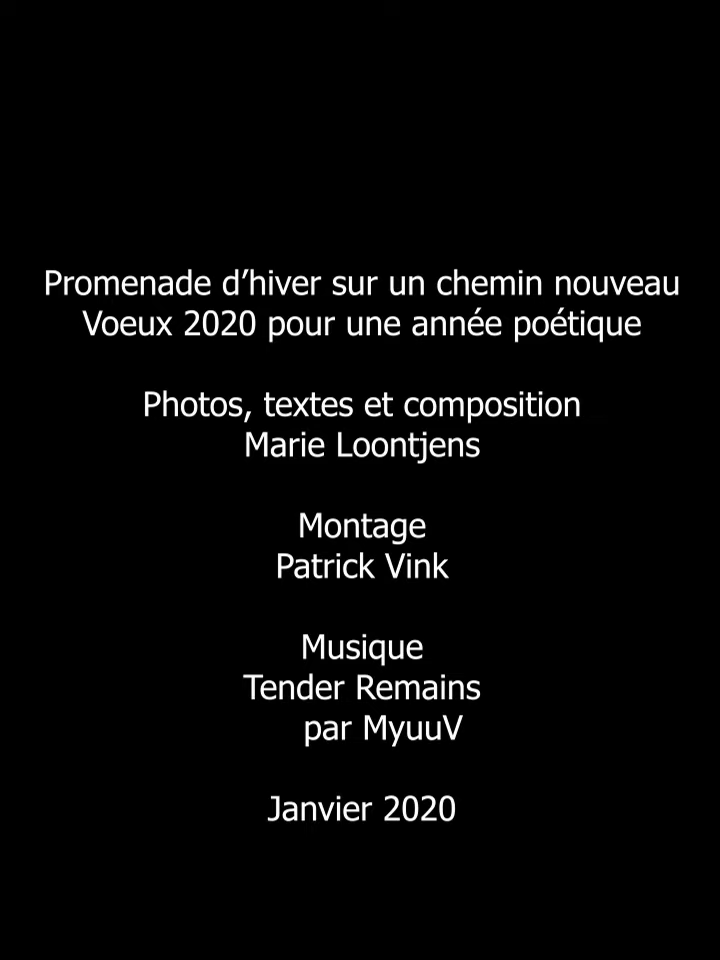 Promenade d’hiver sur un chemin nouveau
Voeux 2020 pour une année poétique
Photos, textes et composition
Marie Loontjens
Montage
Patrick Vink
Musique
Tender Remains
par MyuuV
Janvier 2020